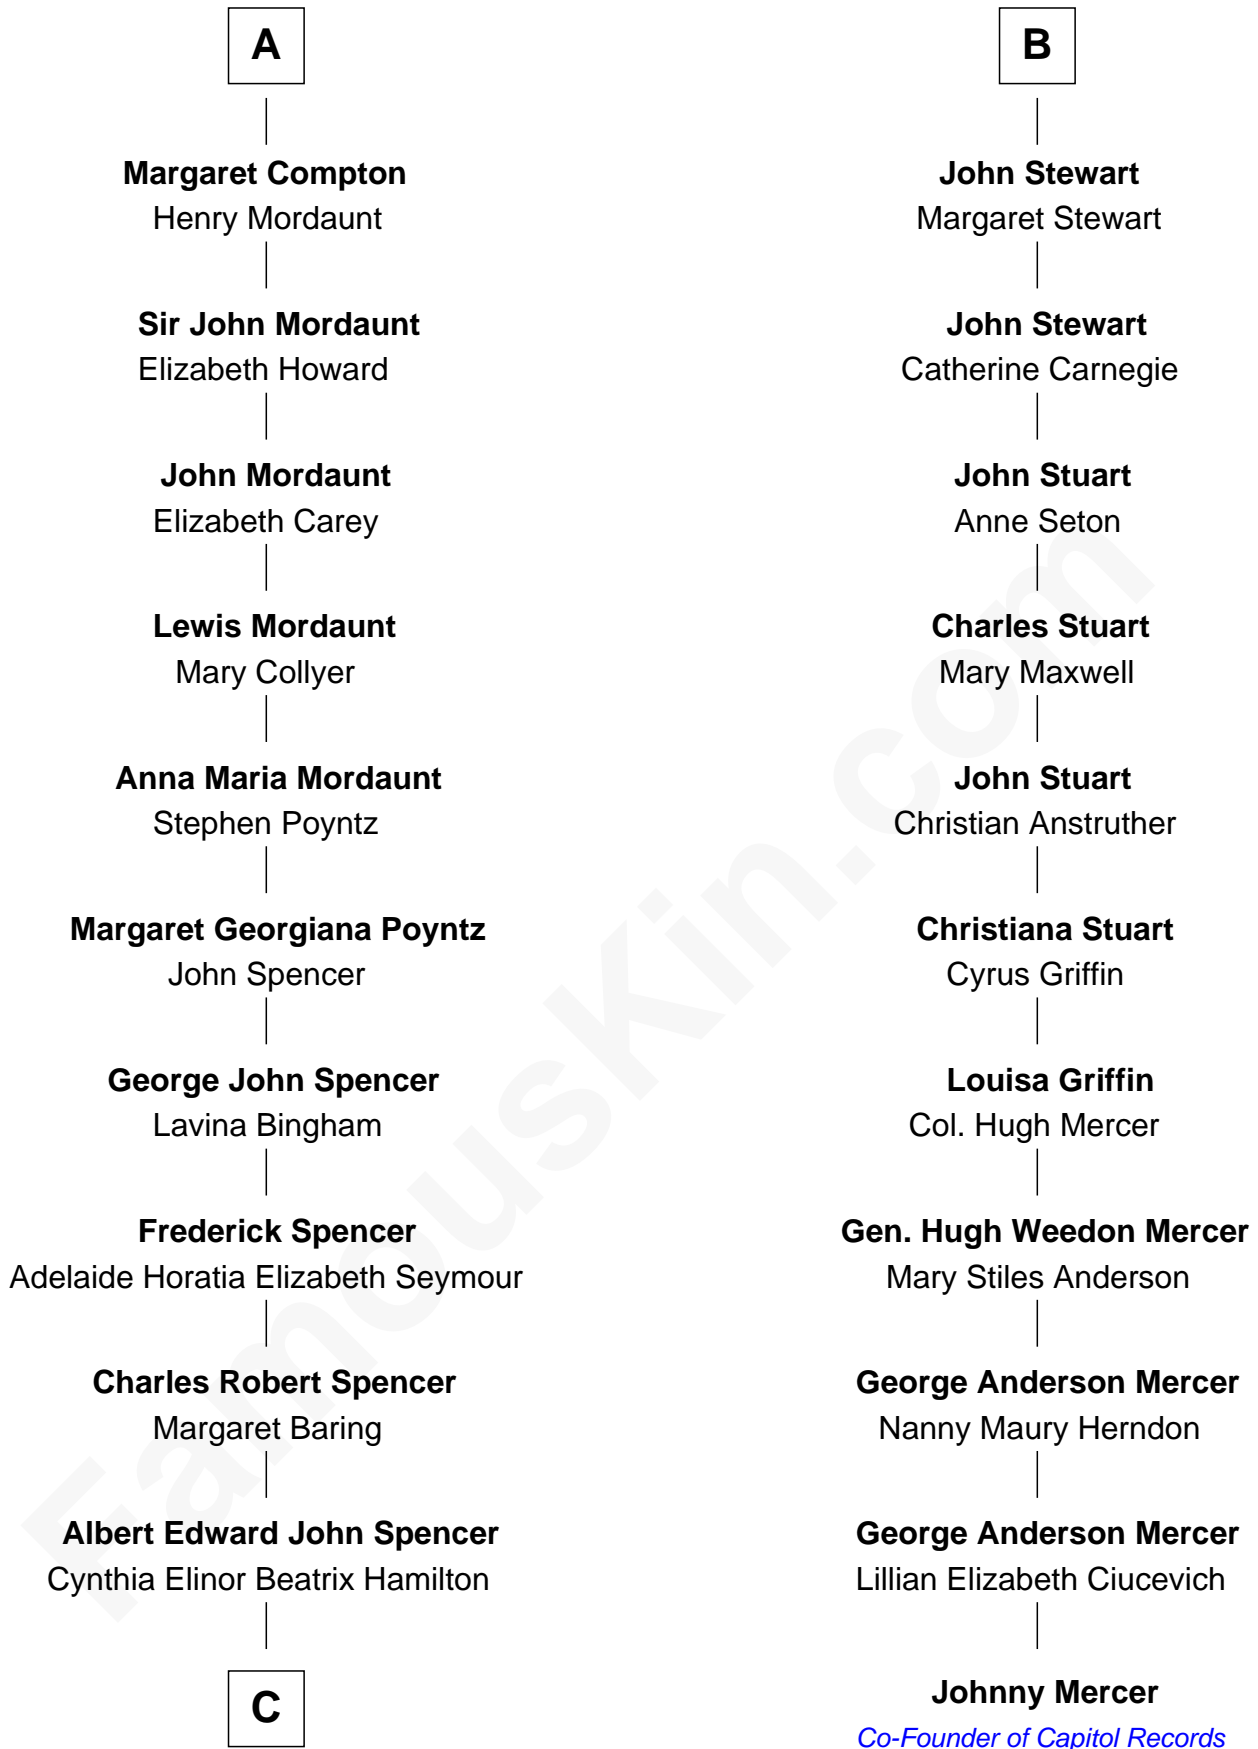 A
Margaret Compton
Henry Mordaunt
Sir John Mordaunt
Elizabeth Howard
John Mordaunt
Elizabeth Carey
Lewis Mordaunt
Mary Collyer
Anna Maria Mordaunt
Stephen Poyntz
Margaret Georgiana Poyntz
John Spencer
George John Spencer
Lavina Bingham
Frederick Spencer
Adelaide Horatia Elizabeth Seymour
Charles Robert Spencer
Margaret Baring
Albert Edward John Spencer
Cynthia Elinor Beatrix Hamilton
C
B
John Stewart
Margaret Stewart
John Stewart
Catherine Carnegie
John Stuart
Anne Seton
Charles Stuart
Mary Maxwell
John Stuart
Christian Anstruther
Christiana Stuart
Cyrus Griffin
Louisa Griffin
Col. Hugh Mercer
Gen. Hugh Weedon Mercer
Mary Stiles Anderson
George Anderson Mercer
Nanny Maury Herndon
George Anderson Mercer
Lillian Elizabeth Ciucevich
Johnny Mercer
Co-Founder of Capitol Records
FamousKin.com